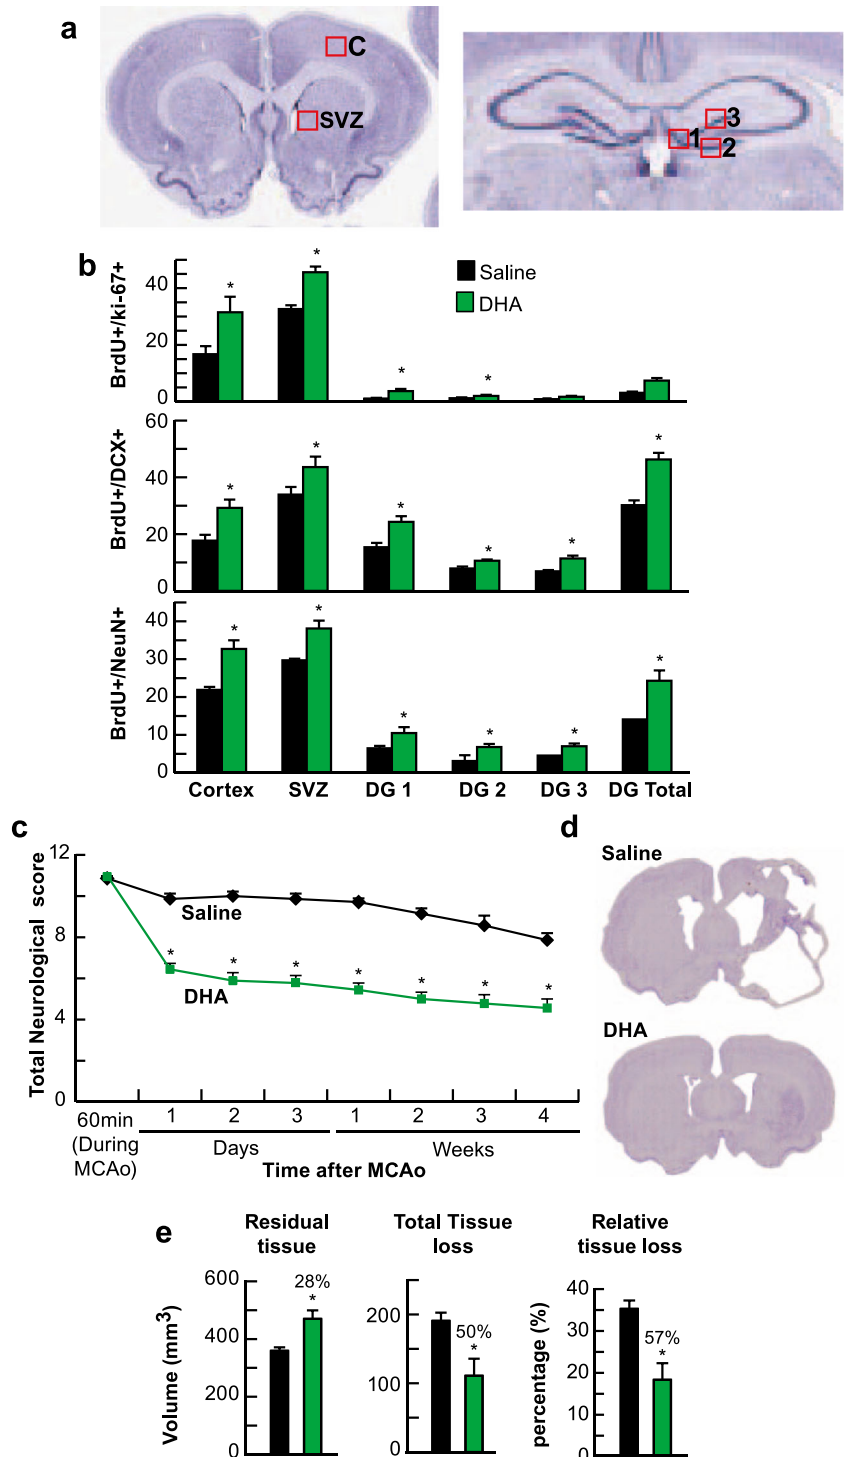 a
C
SVZ
1
2
3
b
Saline
DHA
BrdU+/ki-67+
40
20
0
BrdU+/DCX+
60
40
20
0
BrdU+/NeuN+
40
30
20
10
0
* * * *
* * * * * *
* * * * * *
Cortex SVZ DG 1 DG 2 DG 3 DG Total
c
Total Neurological score
12
8
4
0
Saline
DHA
* * * * * * *
60min
(During
MCAo)
1 2 3 1 2 3 4
Days Weeks
Time after MCAo
d
Saline
DHA
e
Residual
tissue
Volume (mm3)
600
400
200
0
28%
*
Total Tissue
loss
200
100
0
50%
*
Relative
tissue loss
percentage (%)
40
30
20
10
0
57%
*